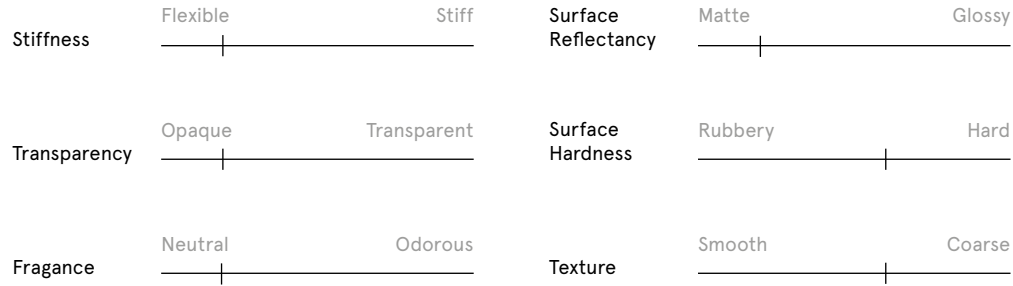 Flexible Stiff
Stiffness
Opaque Transparent
Transparency
Neutral Odorous
Fragance
Surface Matte Glossy
Reflectancy
Surface Rubbery Hard
Hardness
Smooth Coarse
Texture